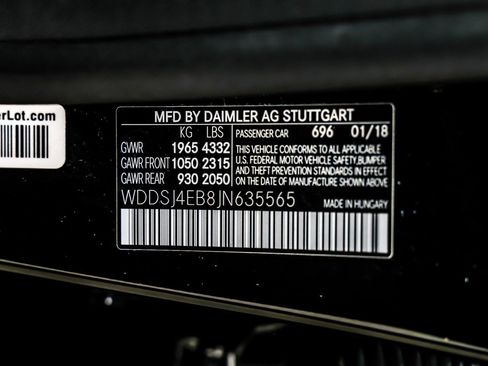 erLot.com
MFD BY DAIMLER AG STUTTGART
KG LBS PASSENGER CAR 696 01/18
GVWR 1965 4332
GAWR FRONT 1050 2315
GAWR REAR 930 2050
THIS VEHICLE CONFORMS TO ALL APPLICABLE
U.S. FEDERAL MOTOR VEHICLE SAFETY, BUMPER
AND THEFT PREVENTION STANDARDS IN EFFECT
ON THE DATE OF MANUFACTURE SHOWN ABOVE.
WDDSJ4EB8JN635565 MADE IN HUNGARY